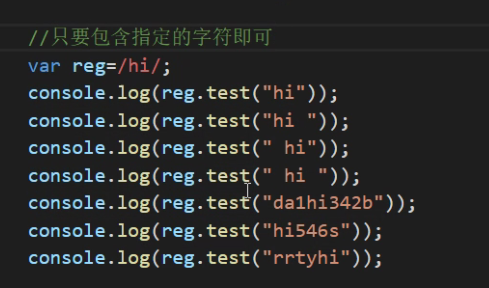 //只要包含指定的字符即可
var reg=/hi/;
console.log(reg.test("hi"));
console.log(reg.test("hi "));
console.log(reg.test(" hi"));
console.log(reg.test(" hi "));
console.log(reg.test("da1hi342b"));
console.log(reg.test("hi546s"));
console.log(reg.test("rrtyhi"));